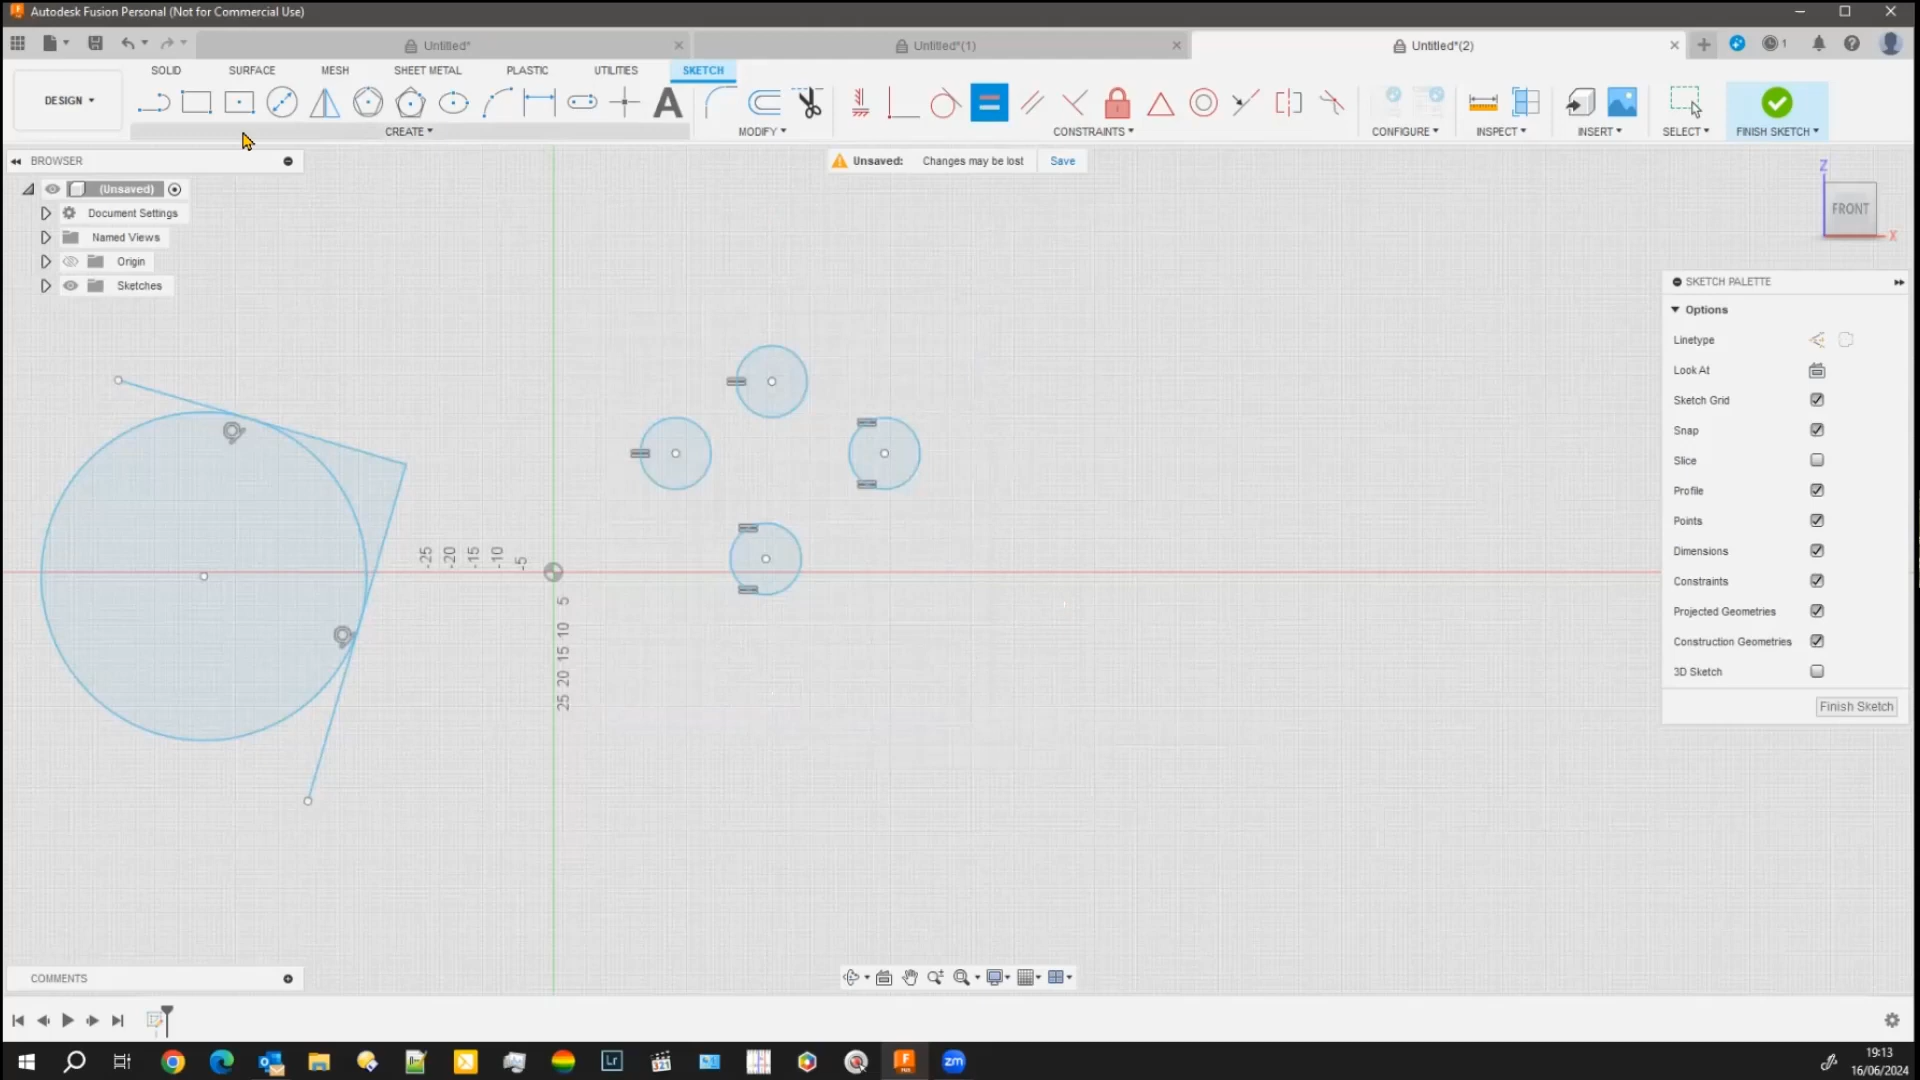 Autodesk Fusion Personal (Not for Commercial Use)
Untitled*
Untitled*(1)
Untitled*(2)
1
SOLID
SURFACE
MESH
SHEET METAL
PLASTIC
UTILITIES
SKETCH
DESIGN
CREATE
MODIFY
CONSTRAINTS
CONFIGURE
INSPECT
INSERT
SELECT
FINISH SKETCH
BROWSER
Unsaved: Changes may be lost Save
(Unsaved)
Document Settings
Named Views
Origin
Sketches
Z
FRONT
X
SKETCH PALETTE
Options
Linetype
Look At
Sketch Grid
Snap
Slice
Profile
Points
Dimensions
Constraints
Projected Geometries
Construction Geometries
3D Sketch
Finish Sketch
-25 -20 -15 -10 -5
5
10
15
20
25
COMMENTS
Lr
321
F
zm
19:13
16/06/2024